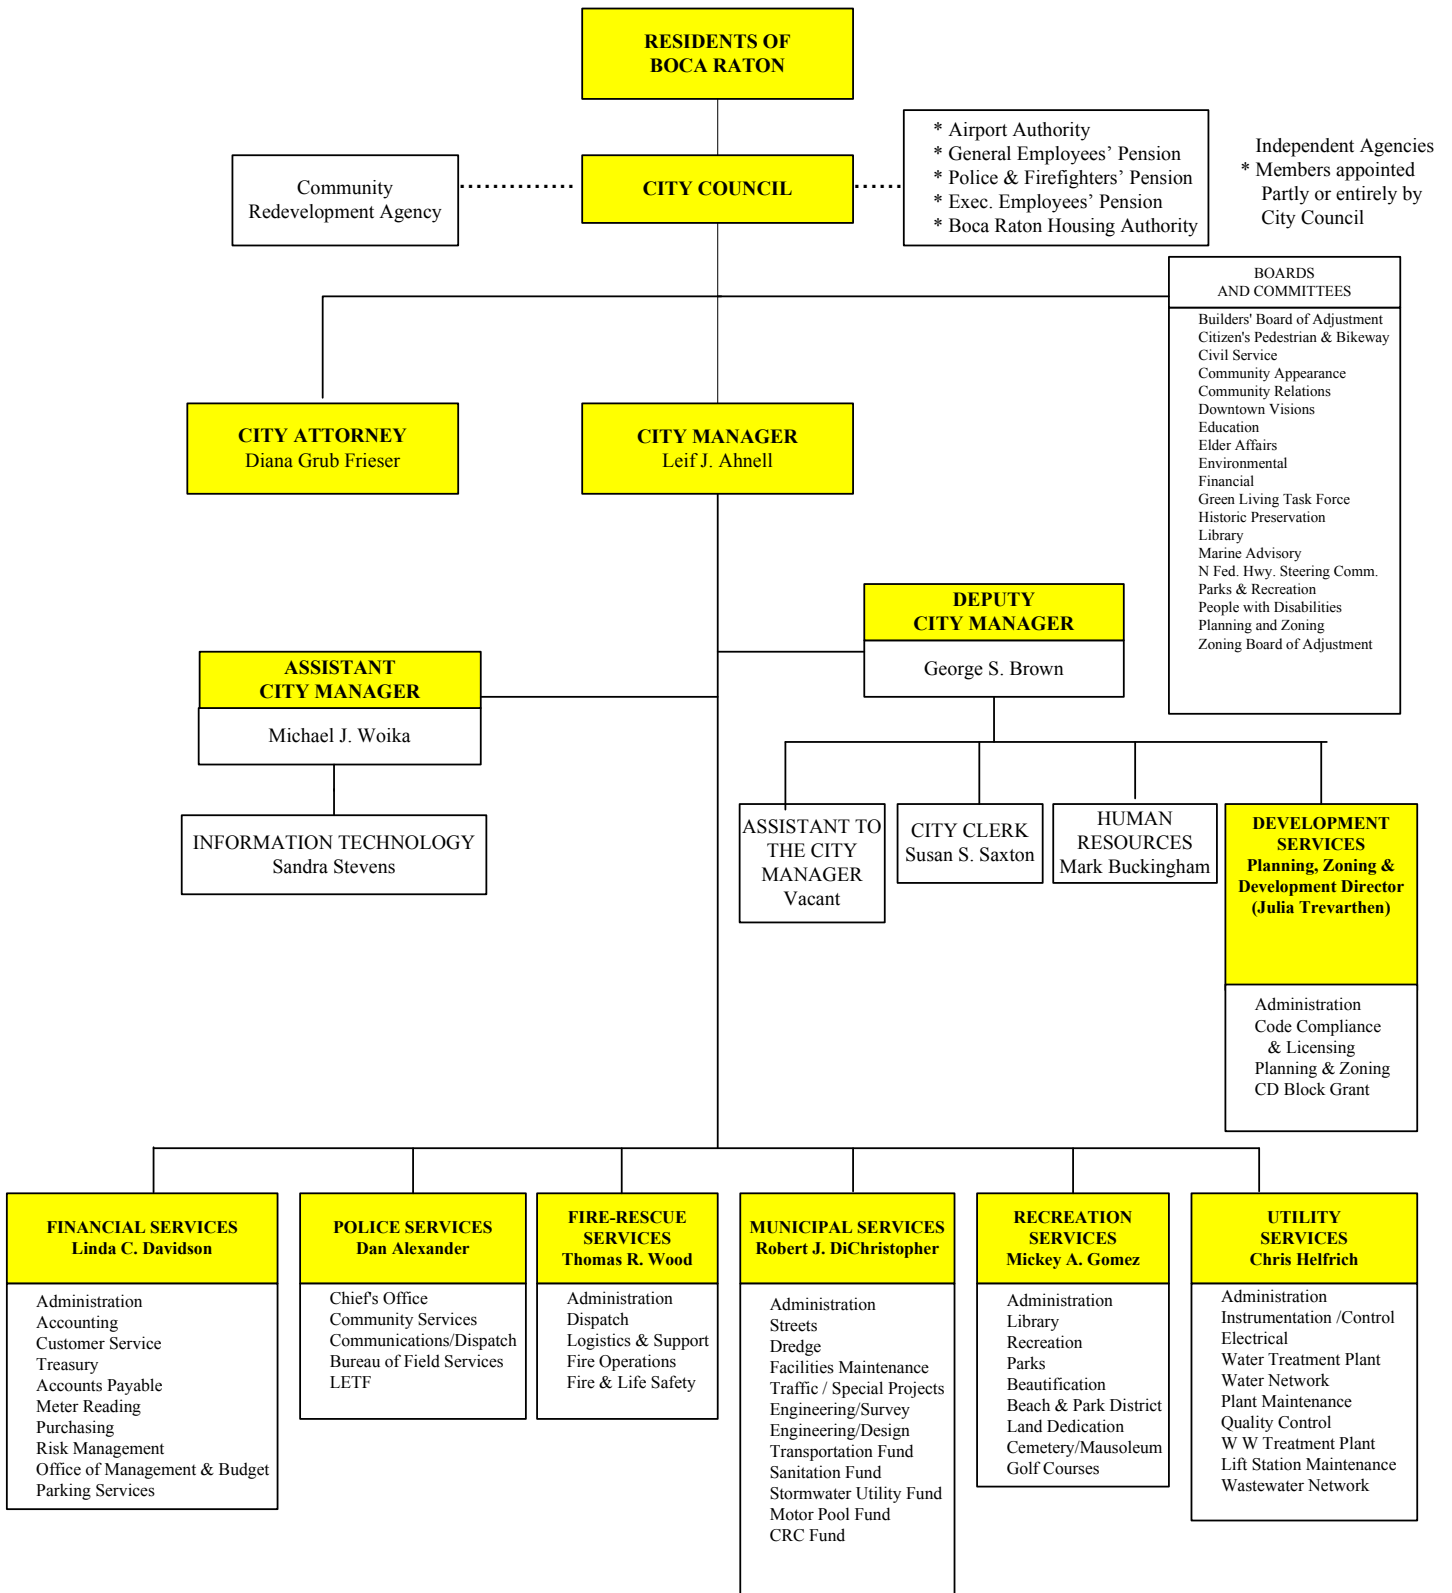 RESIDENTS OF
BOCA RATON
Community
Redevelopment Agency
CITY COUNCIL
* Airport Authority
* General Employees' Pension
* Police & Firefighters' Pension
* Exec. Employees' Pension
* Boca Raton Housing Authority
Independent Agencies
* Members appointed
Partly or entirely by
City Council
BOARDS
AND COMMITTEES
Builders' Board of Adjustment
Citizen's Pedestrian & Bikeway
Civil Service
Community Appearance
Community Relations
Downtown Visions
Education
Elder Affairs
Environmental
Financial
Green Living Task Force
Historic Preservation
Library
Marine Advisory
N Fed. Hwy. Steering Comm.
Parks & Recreation
People with Disabilities
Planning and Zoning
Zoning Board of Adjustment
CITY ATTORNEY
Diana Grub Frieser
CITY MANAGER
Leif J. Ahnell
DEPUTY
CITY MANAGER
George S. Brown
ASSISTANT
CITY MANAGER
Michael J. Woika
INFORMATION TECHNOLOGY
Sandra Stevens
ASSISTANT TO
THE CITY
MANAGER
Vacant
CITY CLERK
Susan S. Saxton
HUMAN
RESOURCES
Mark Buckingham
DEVELOPMENT
SERVICES
Planning, Zoning &
Development Director
(Julia Trevarthen)
Administration
Code Compliance
& Licensing
Planning & Zoning
CD Block Grant
FINANCIAL SERVICES
Linda C. Davidson
Administration
Accounting
Customer Service
Treasury
Accounts Payable
Meter Reading
Purchasing
Risk Management
Office of Management & Budget
Parking Services
POLICE SERVICES
Dan Alexander
Chief's Office
Community Services
Communications/Dispatch
Bureau of Field Services
LETF
FIRE-RESCUE
SERVICES
Thomas R. Wood
Administration
Dispatch
Logistics & Support
Fire Operations
Fire & Life Safety
MUNICIPAL SERVICES
Robert J. DiChristopher
Administration
Streets
Dredge
Facilities Maintenance
Traffic / Special Projects
Engineering/Survey
Engineering/Design
Transportation Fund
Sanitation Fund
Stormwater Utility Fund
Motor Pool Fund
CRC Fund
RECREATION
SERVICES
Mickey A. Gomez
Administration
Library
Recreation
Parks
Beautification
Beach & Park District
Land Dedication
Cemetery/Mausoleum
Golf Courses
UTILITY
SERVICES
Chris Helfrich
Administration
Instrumentation /Control
Electrical
Water Treatment Plant
Water Network
Plant Maintenance
Quality Control
W W Treatment Plant
Lift Station Maintenance
Wastewater Network